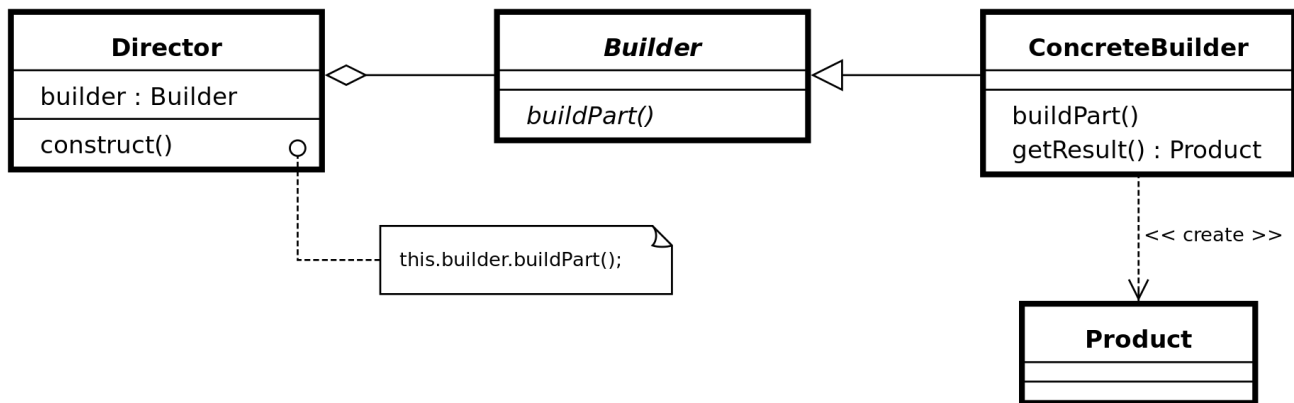 Director
builder : Builder
construct()
Builder
buildPart()
ConcreteBuilder
buildPart()
getResult() : Product
this.builder.buildPart();
<< create >>
Product